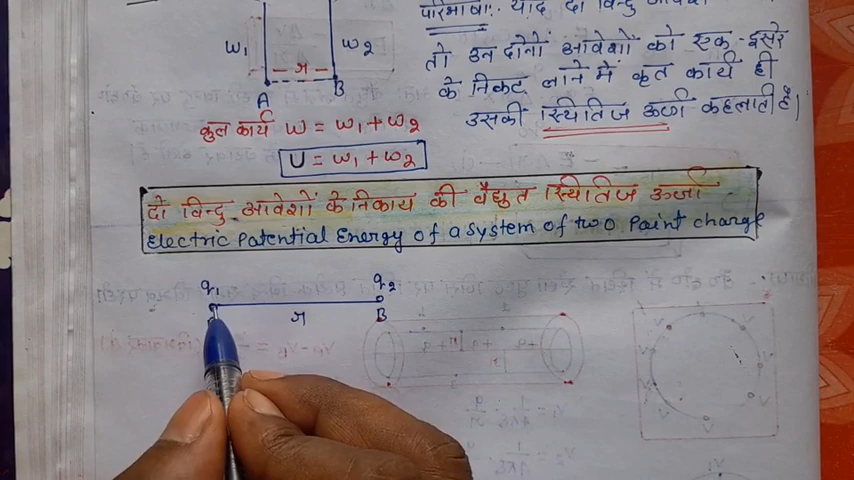 परिभाषा:- यदि दो बिन्दु आवेशों
तो उन दोनों आवेशों को एक-दूसरे
के निकट लाने में कृत कार्य ही
उसकी स्थितिज ऊर्जा कहलाती है।
W1 W2
r
A B
कुल कार्य W = W1 + W2
U = W1 + W2
दो बिन्दु आवेशों के निकाय की वैद्युत स्थितिज ऊर्जा -
Electric Potential Energy of a System of two Paint charge
q1 q2
r B